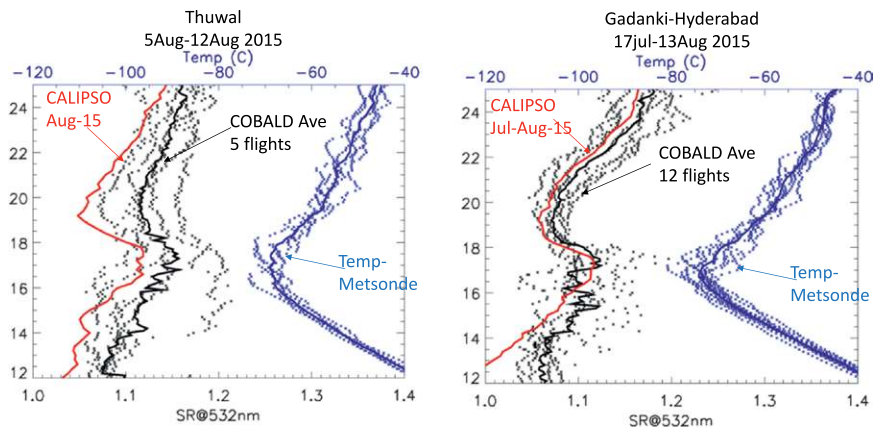 Thuwal
5Aug-12Aug 2015
Temp (C)
−120 −100 −80 −60 −40
24
22
20
18
16
14
12
CALIPSO
Aug-15
COBALD Ave
5 flights
Temp-
Metsonde
1.0 1.1 1.2 1.3 1.4
SR@532nm
Gadanki-Hyderabad
17jul-13Aug 2015
Temp (C)
−120 −100 −80 −60 −40
24
22
20
18
16
14
12
CALIPSO
Jul-Aug-15
COBALD Ave
12 flights
Temp-
Metsonde
1.0 1.1 1.2 1.3 1.4
SR@532nm